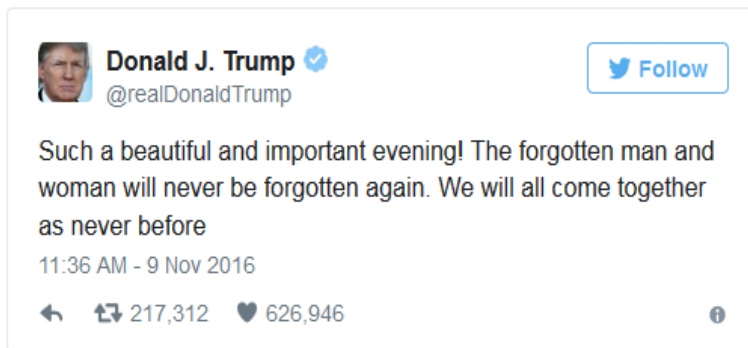 Donald J. Trump
Follow
@realDonaldTrump
Such a beautiful and important evening! The forgotten man and
woman will never be forgotten again. We will all come together
as never before
11:36 AM - 9 Nov 2016
217,312 626,946